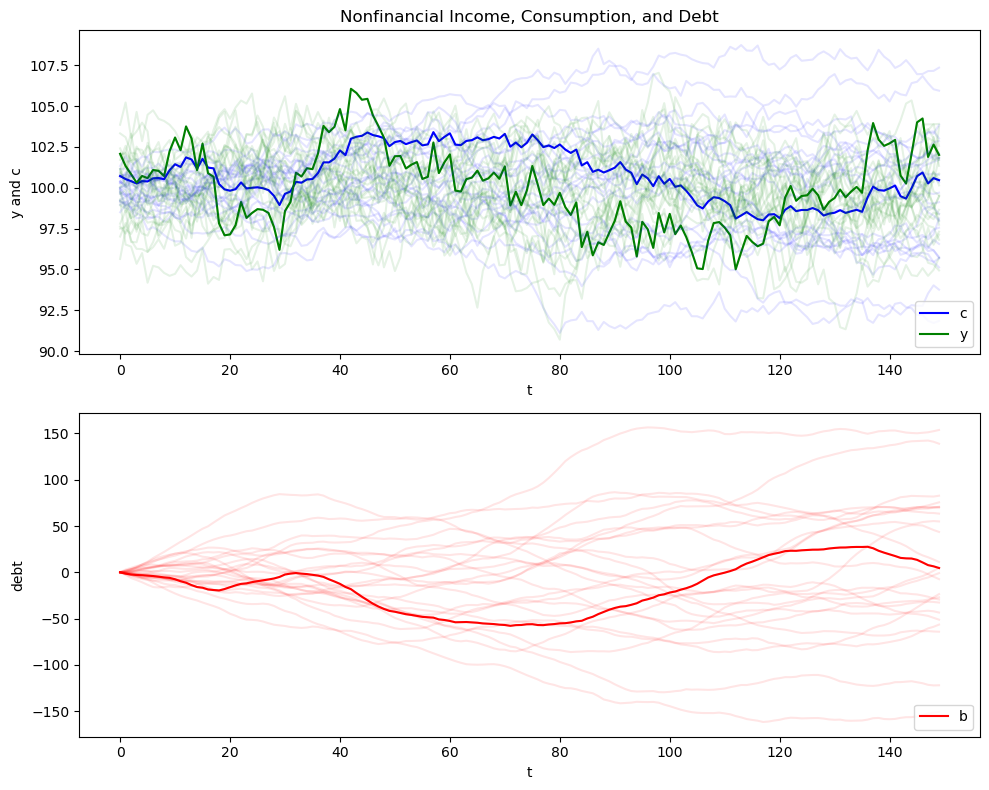 Nonfinancial Income, Consumption, and Debt
107.5
105.0
102.5
100.0
97.5
95.0
92.5
90.0
y and c
c
y
0 20 40 60 80 100 120 140
t
150
100
50
0
−50
−100
−150
debt
b
0 20 40 60 80 100 120 140
t